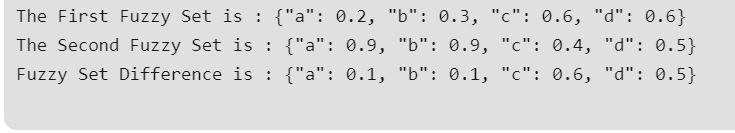 The First Fuzzy Set is : {"a": 0.2, "b": 0.3, "c": 0.6, "d": 0.6}
The Second Fuzzy Set is : {"a": 0.9, "b": 0.9, "c": 0.4, "d": 0.5}
Fuzzy Set Difference is : {"a": 0.1, "b": 0.1, "c": 0.6, "d": 0.5}